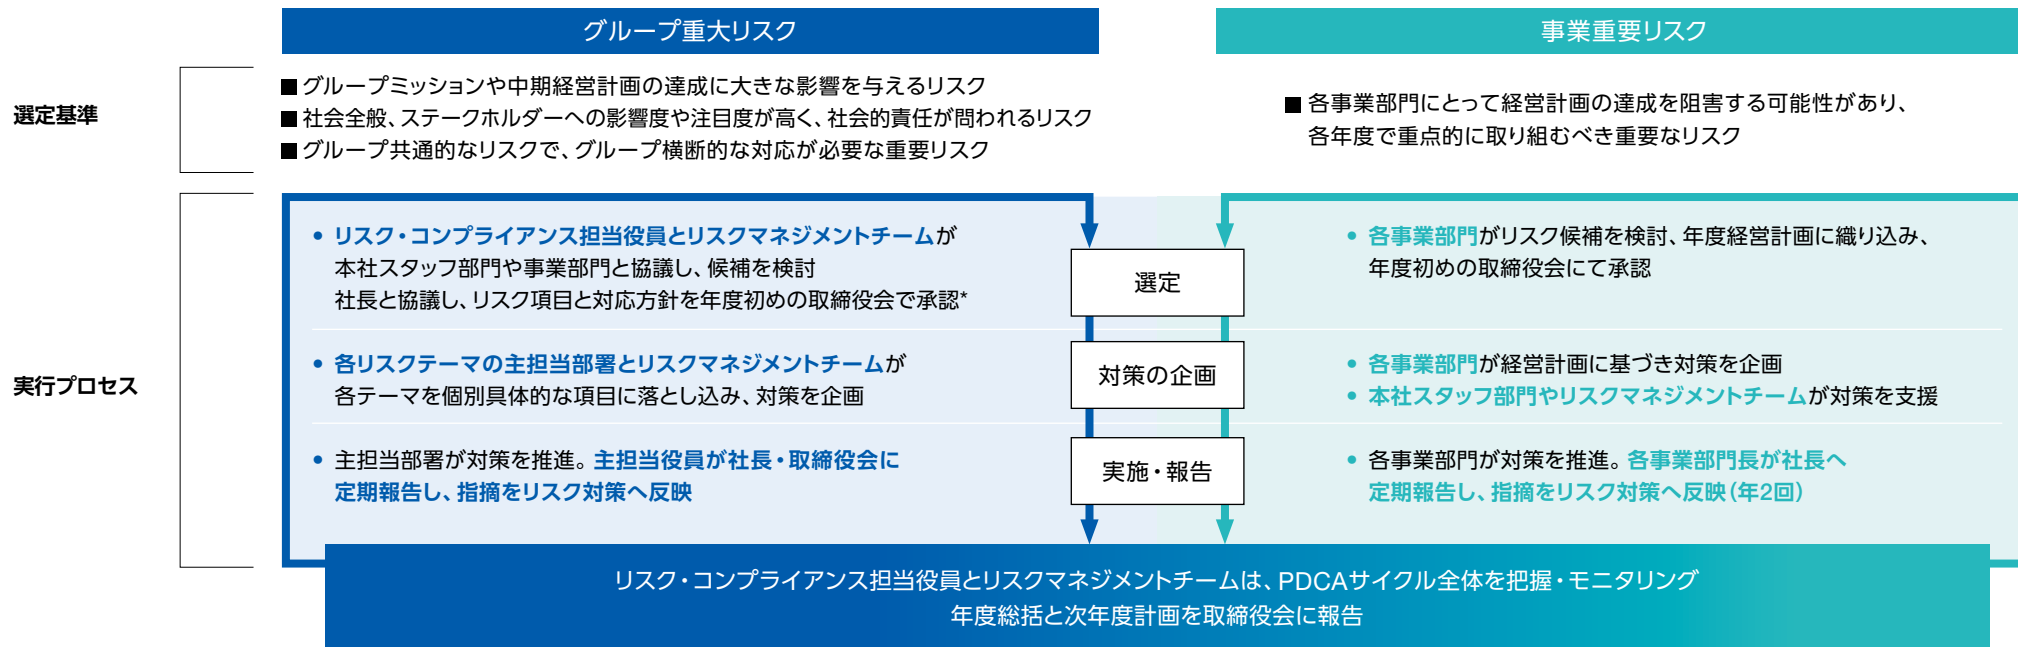 グループ重大リスク
事業重要リスク
選定基準
■グループミッションや中期経営計画の達成に大きな影響を与えるリスク
■社会全般、ステークホルダーへの影響度や注目度が高く、社会的責任が問われるリスク
■グループ共通的なリスクで、グループ横断的な対応が必要な重要リスク
■各事業部門にとって経営計画の達成を阻害する可能性があり、
各年度で重点的に取り組むべき重要なリスク
実行プロセス
• リスク・コンプライアンス担当役員とリスクマネジメントチームが
本社スタッフ部門や事業部門と協議し、候補を検討
社長と協議し、リスク項目と対応方針を年度初めの取締役会で承認*
選定
• 各事業部門がリスク候補を検討、年度経営計画に織り込み、
年度初めの取締役会にて承認
• 各リスクテーマの主担当部署とリスクマネジメントチームが
各テーマを個別具体的な項目に落とし込み、対策を企画
対策の企画
• 各事業部門が経営計画に基づき対策を企画
• 本社スタッフ部門やリスクマネジメントチームが対策を支援
• 主担当部署が対策を推進。主担当役員が社長・取締役会に
定期報告し、指摘をリスク対策へ反映
実施・報告
• 各事業部門が対策を推進。各事業部門長が社長へ
定期報告し、指摘をリスク対策へ反映(年2回)
リスク・コンプライアンス担当役員とリスクマネジメントチームは、PDCAサイクル全体を把握・モニタリング
年度総括と次年度計画を取締役会に報告